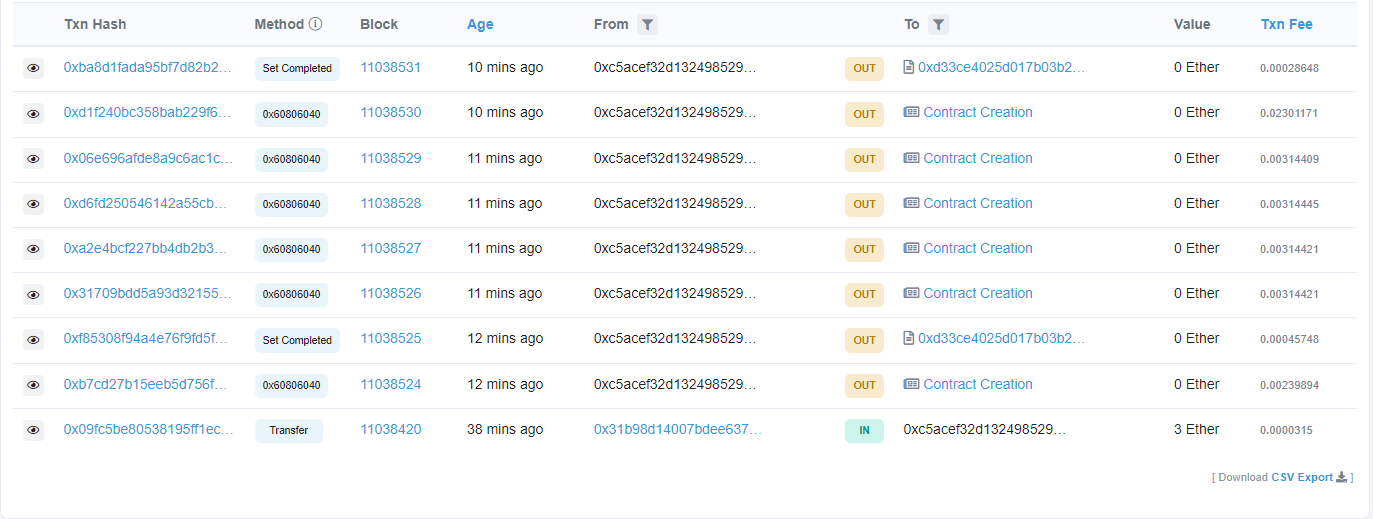 Txn Hash Method Block Age From To Value Txn Fee
0xba8d1fada95bf7d82b2... Set Completed 11038531 10 mins ago 0xc5acef32d132498529... OUT 0xd33ce4025d017b03b2... 0 Ether 0.00028648
0xd1f240bc358bab229f6... 0x60806040 11038530 10 mins ago 0xc5acef32d132498529... OUT Contract Creation 0 Ether 0.02301171
0x06e696afde8a9c6ac1c... 0x60806040 11038529 11 mins ago 0xc5acef32d132498529... OUT Contract Creation 0 Ether 0.00314409
0xd6fd250546142a55cb... 0x60806040 11038528 11 mins ago 0xc5acef32d132498529... OUT Contract Creation 0 Ether 0.00314445
0xa2e4bcf227bb4db2b3... 0x60806040 11038527 11 mins ago 0xc5acef32d132498529... OUT Contract Creation 0 Ether 0.00314421
0x31709bdd5a93d32155... 0x60806040 11038526 11 mins ago 0xc5acef32d132498529... OUT Contract Creation 0 Ether 0.00314421
0xf85308f94a4e76f9fd5f... Set Completed 11038525 12 mins ago 0xc5acef32d132498529... OUT 0xd33ce4025d017b03b2... 0 Ether 0.00045748
0xb7cd27b15eeb5d756f... 0x60806040 11038524 12 mins ago 0xc5acef32d132498529... OUT Contract Creation 0 Ether 0.00239894
0x09fc5be80538195ff1ec... Transfer 11038420 38 mins ago 0x31b98d14007bdee637... IN 0xc5acef32d132498529... 3 Ether 0.0000315
[ Download CSV Export ]